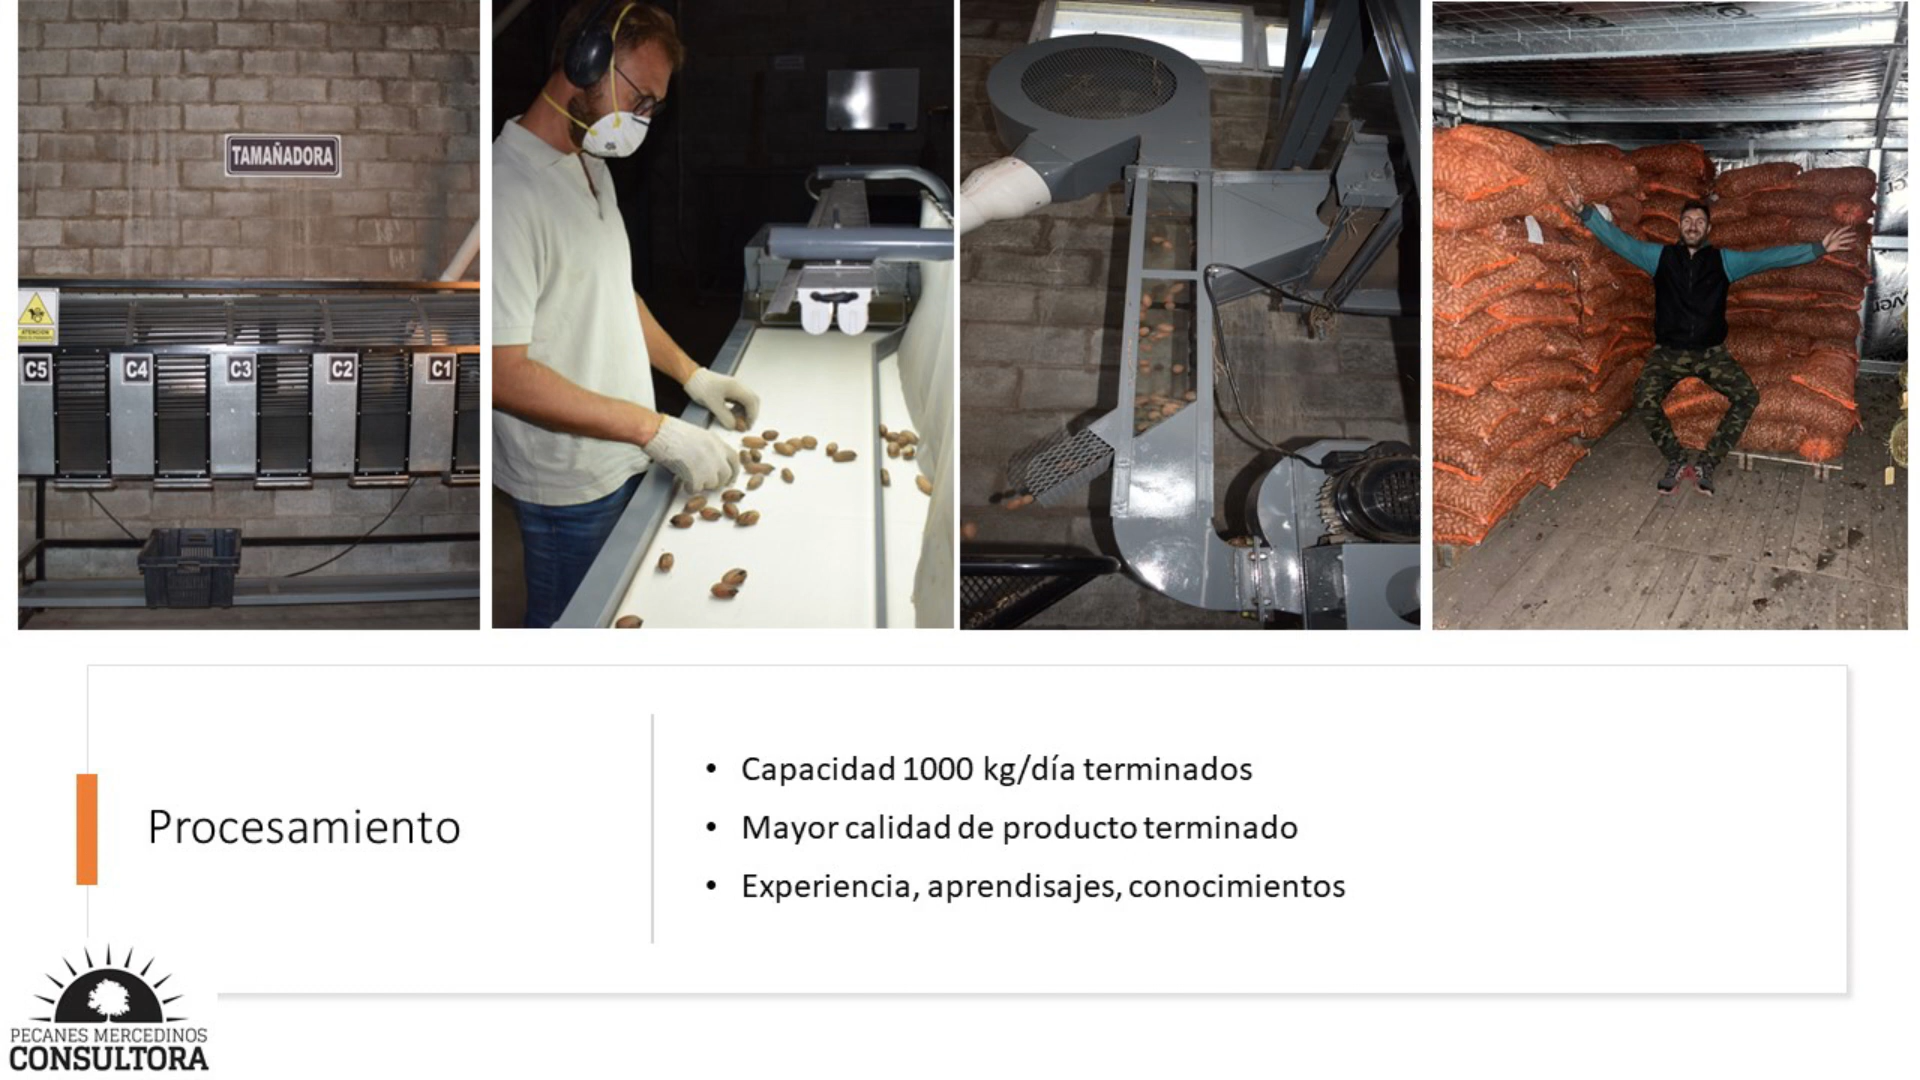 TAMAÑADORA
ATENCION
C5
C4
C3
C2
C1
Procesamiento
• Capacidad 1000 kg/día terminados
• Mayor calidad de producto terminado
• Experiencia, aprendisajes, conocimientos
PECANES MERCEDINOS
CONSULTORA